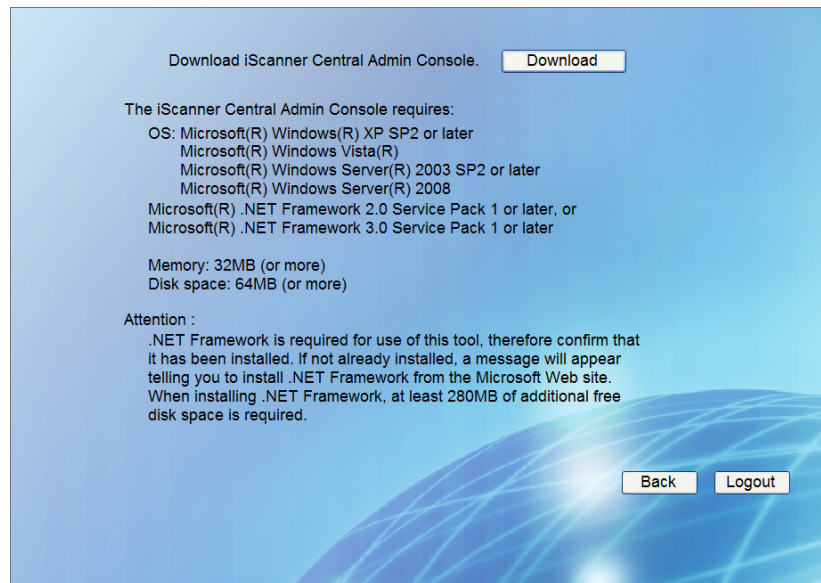 Download iScanner Central Admin Console. Download
The iScanner Central Admin Console requires:
OS: Microsoft(R) Windows(R) XP SP2 or later
Microsoft(R) Windows Vista(R)
Microsoft(R) Windows Server(R) 2003 SP2 or later
Microsoft(R) Windows Server(R) 2008
Microsoft(R) .NET Framework 2.0 Service Pack 1 or later, or
Microsoft(R) .NET Framework 3.0 Service Pack 1 or later
Memory: 32MB (or more)
Disk space: 64MB (or more)
Attention :
.NET Framework is required for use of this tool, therefore confirm that
it has been installed. If not already installed, a message will appear
telling you to install .NET Framework from the Microsoft Web site.
When installing .NET Framework, at least 280MB of additional free
disk space is required.
Back Logout